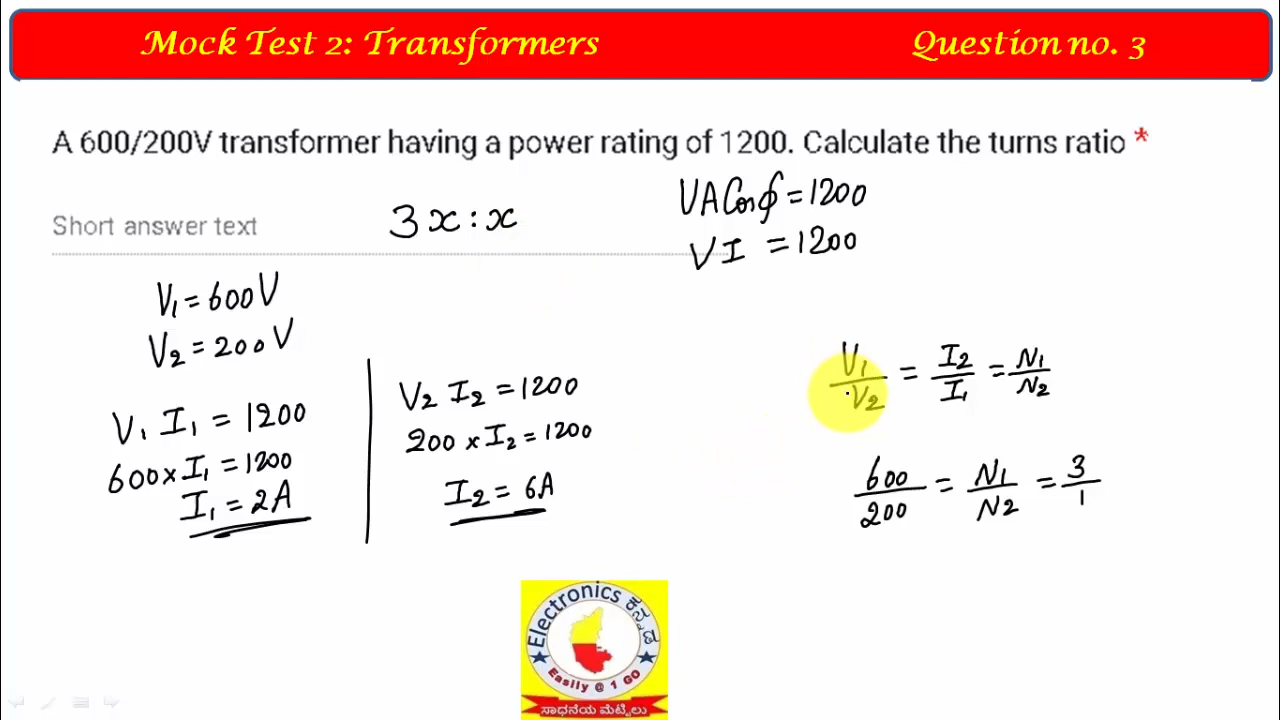 Mock Test 2: Transformers
Question no. 3
A 600/200V transformer having a power rating of 1200. Calculate the turns ratio *
Short answer text
3x : x
VA Cosϕ = 1200
VI = 1200
V₁ = 600V
V₂ = 200V
V₁ I₁ = 1200
600 x I₁ = 1200
I₁ = 2A
V₂ I₂ = 1200
200 x I₂ = 1200
I₂ = 6A
V₁/V₂ = I₂/I₁ = N₁/N₂
600/200 = N₁/N₂ = 3/1
Electronics ಕನ್ನಡ
Easily @ 1 GO
ಸಾಧನೆಯ ಮೆಟ್ಟಿಲು